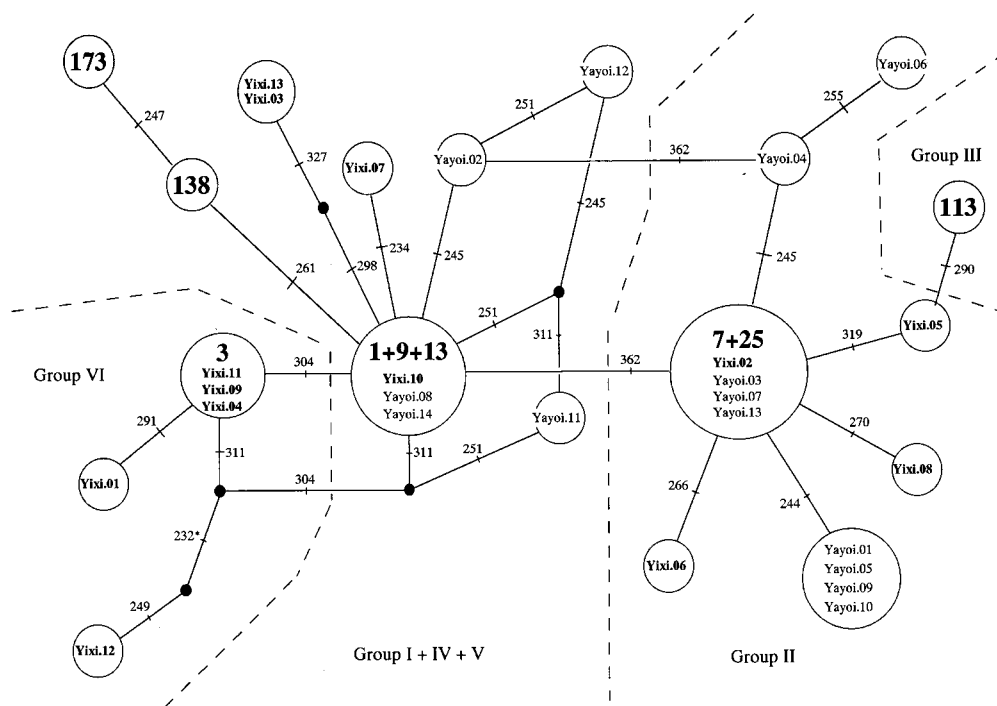 173
Yayoi.12
Yayoi.06
Yixi.13
Yixi.03
251
255
247
327
Yixi.07
Yayoi.02
362
Yayoi.04
Group III
138
113
245
234
298
245
245
290
261
251
311
319
Yixi.05
Group VI
3
Yixi.11
Yixi.09
Yixi.04
304
1+9+13
Yixi.10
Yayoi.08
Yayoi.14
362
7+25
Yixi.02
Yayoi.03
Yayoi.07
Yayoi.13
291
Yayoi.11
270
311
311
251
Yixi.08
Yixi.01
304
266
244
232*
Yixi.06
Yayoi.01
Yayoi.05
Yayoi.09
Yayoi.10
249
Yixi.12
Group I + IV + V
Group II